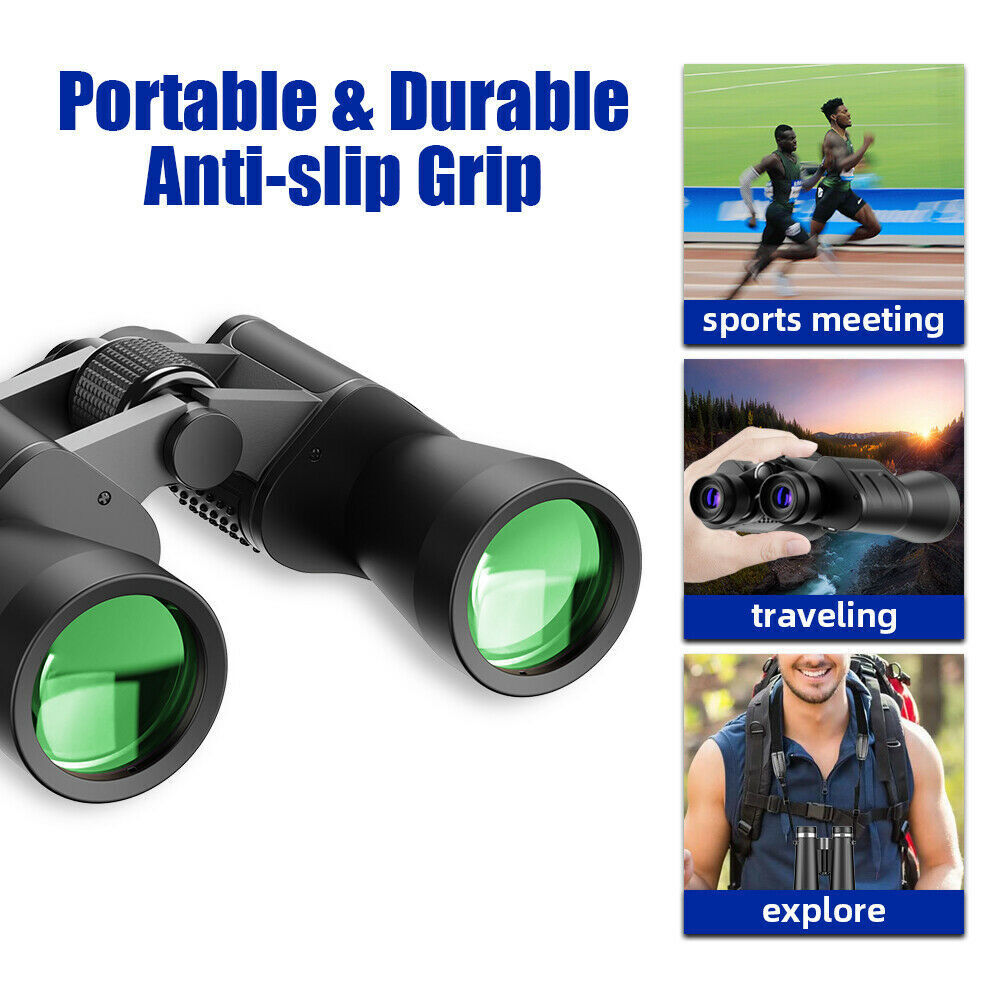 Portable & Durable
Anti-slip Grip
sports meeting
traveling
explore